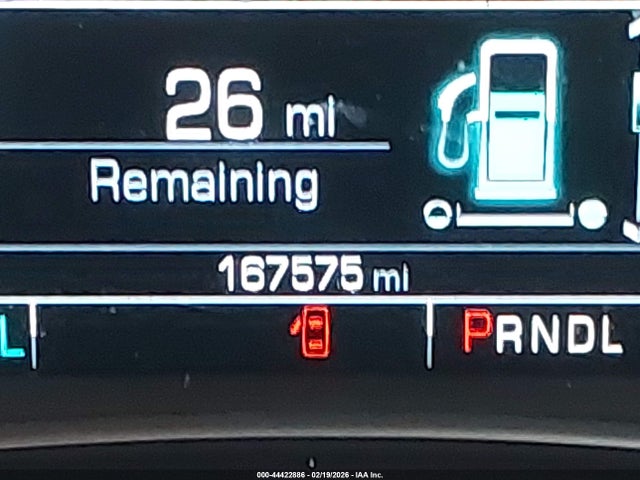 26 mi
Remaining
167575 mi
L
PRNDL
000-44422886 - 02/19/2026 - IAA Inc.